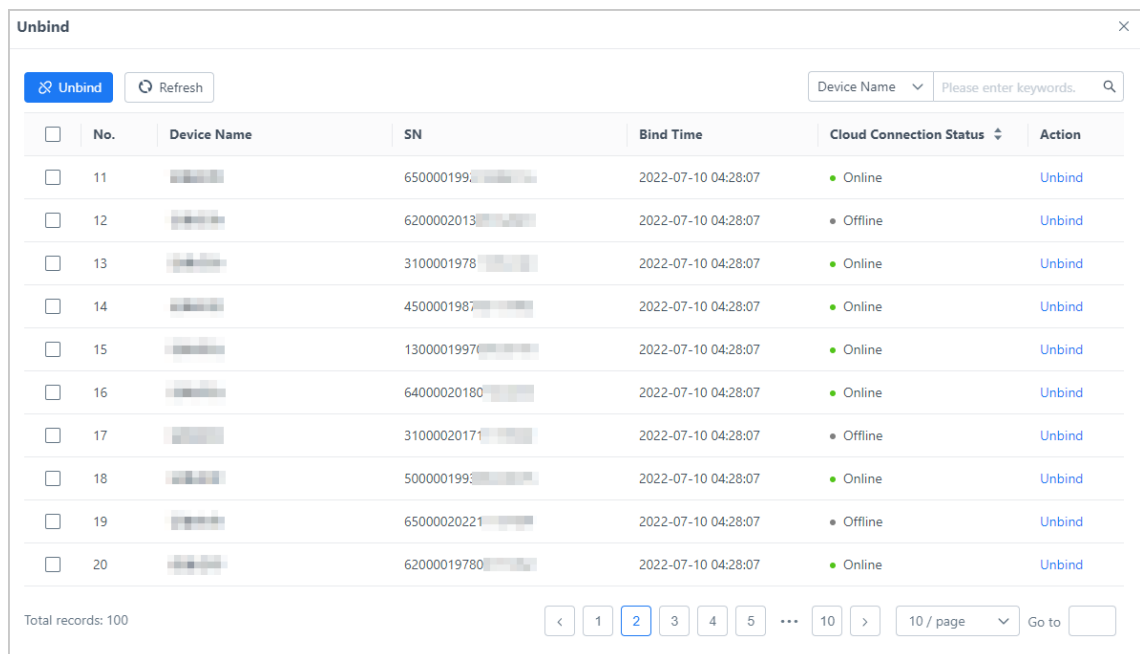 Unbind
Unbind Refresh Device Name Please enter keywords.
No. Device Name SN Bind Time Cloud Connection Status Action
11 650000199 2022-07-10 04:28:07 Online Unbind
12 6200002013 2022-07-10 04:28:07 Offline Unbind
13 3100001978 2022-07-10 04:28:07 Online Unbind
14 4500001987 2022-07-10 04:28:07 Online Unbind
15 1300001997 2022-07-10 04:28:07 Online Unbind
16 64000020180 2022-07-10 04:28:07 Online Unbind
17 31000020171 2022-07-10 04:28:07 Offline Unbind
18 500000199 2022-07-10 04:28:07 Online Unbind
19 65000020221 2022-07-10 04:28:07 Offline Unbind
20 62000019780 2022-07-10 04:28:07 Online Unbind
Total records: 100 < 1 2 3 4 5 ••• 10 > 10 / page Go to